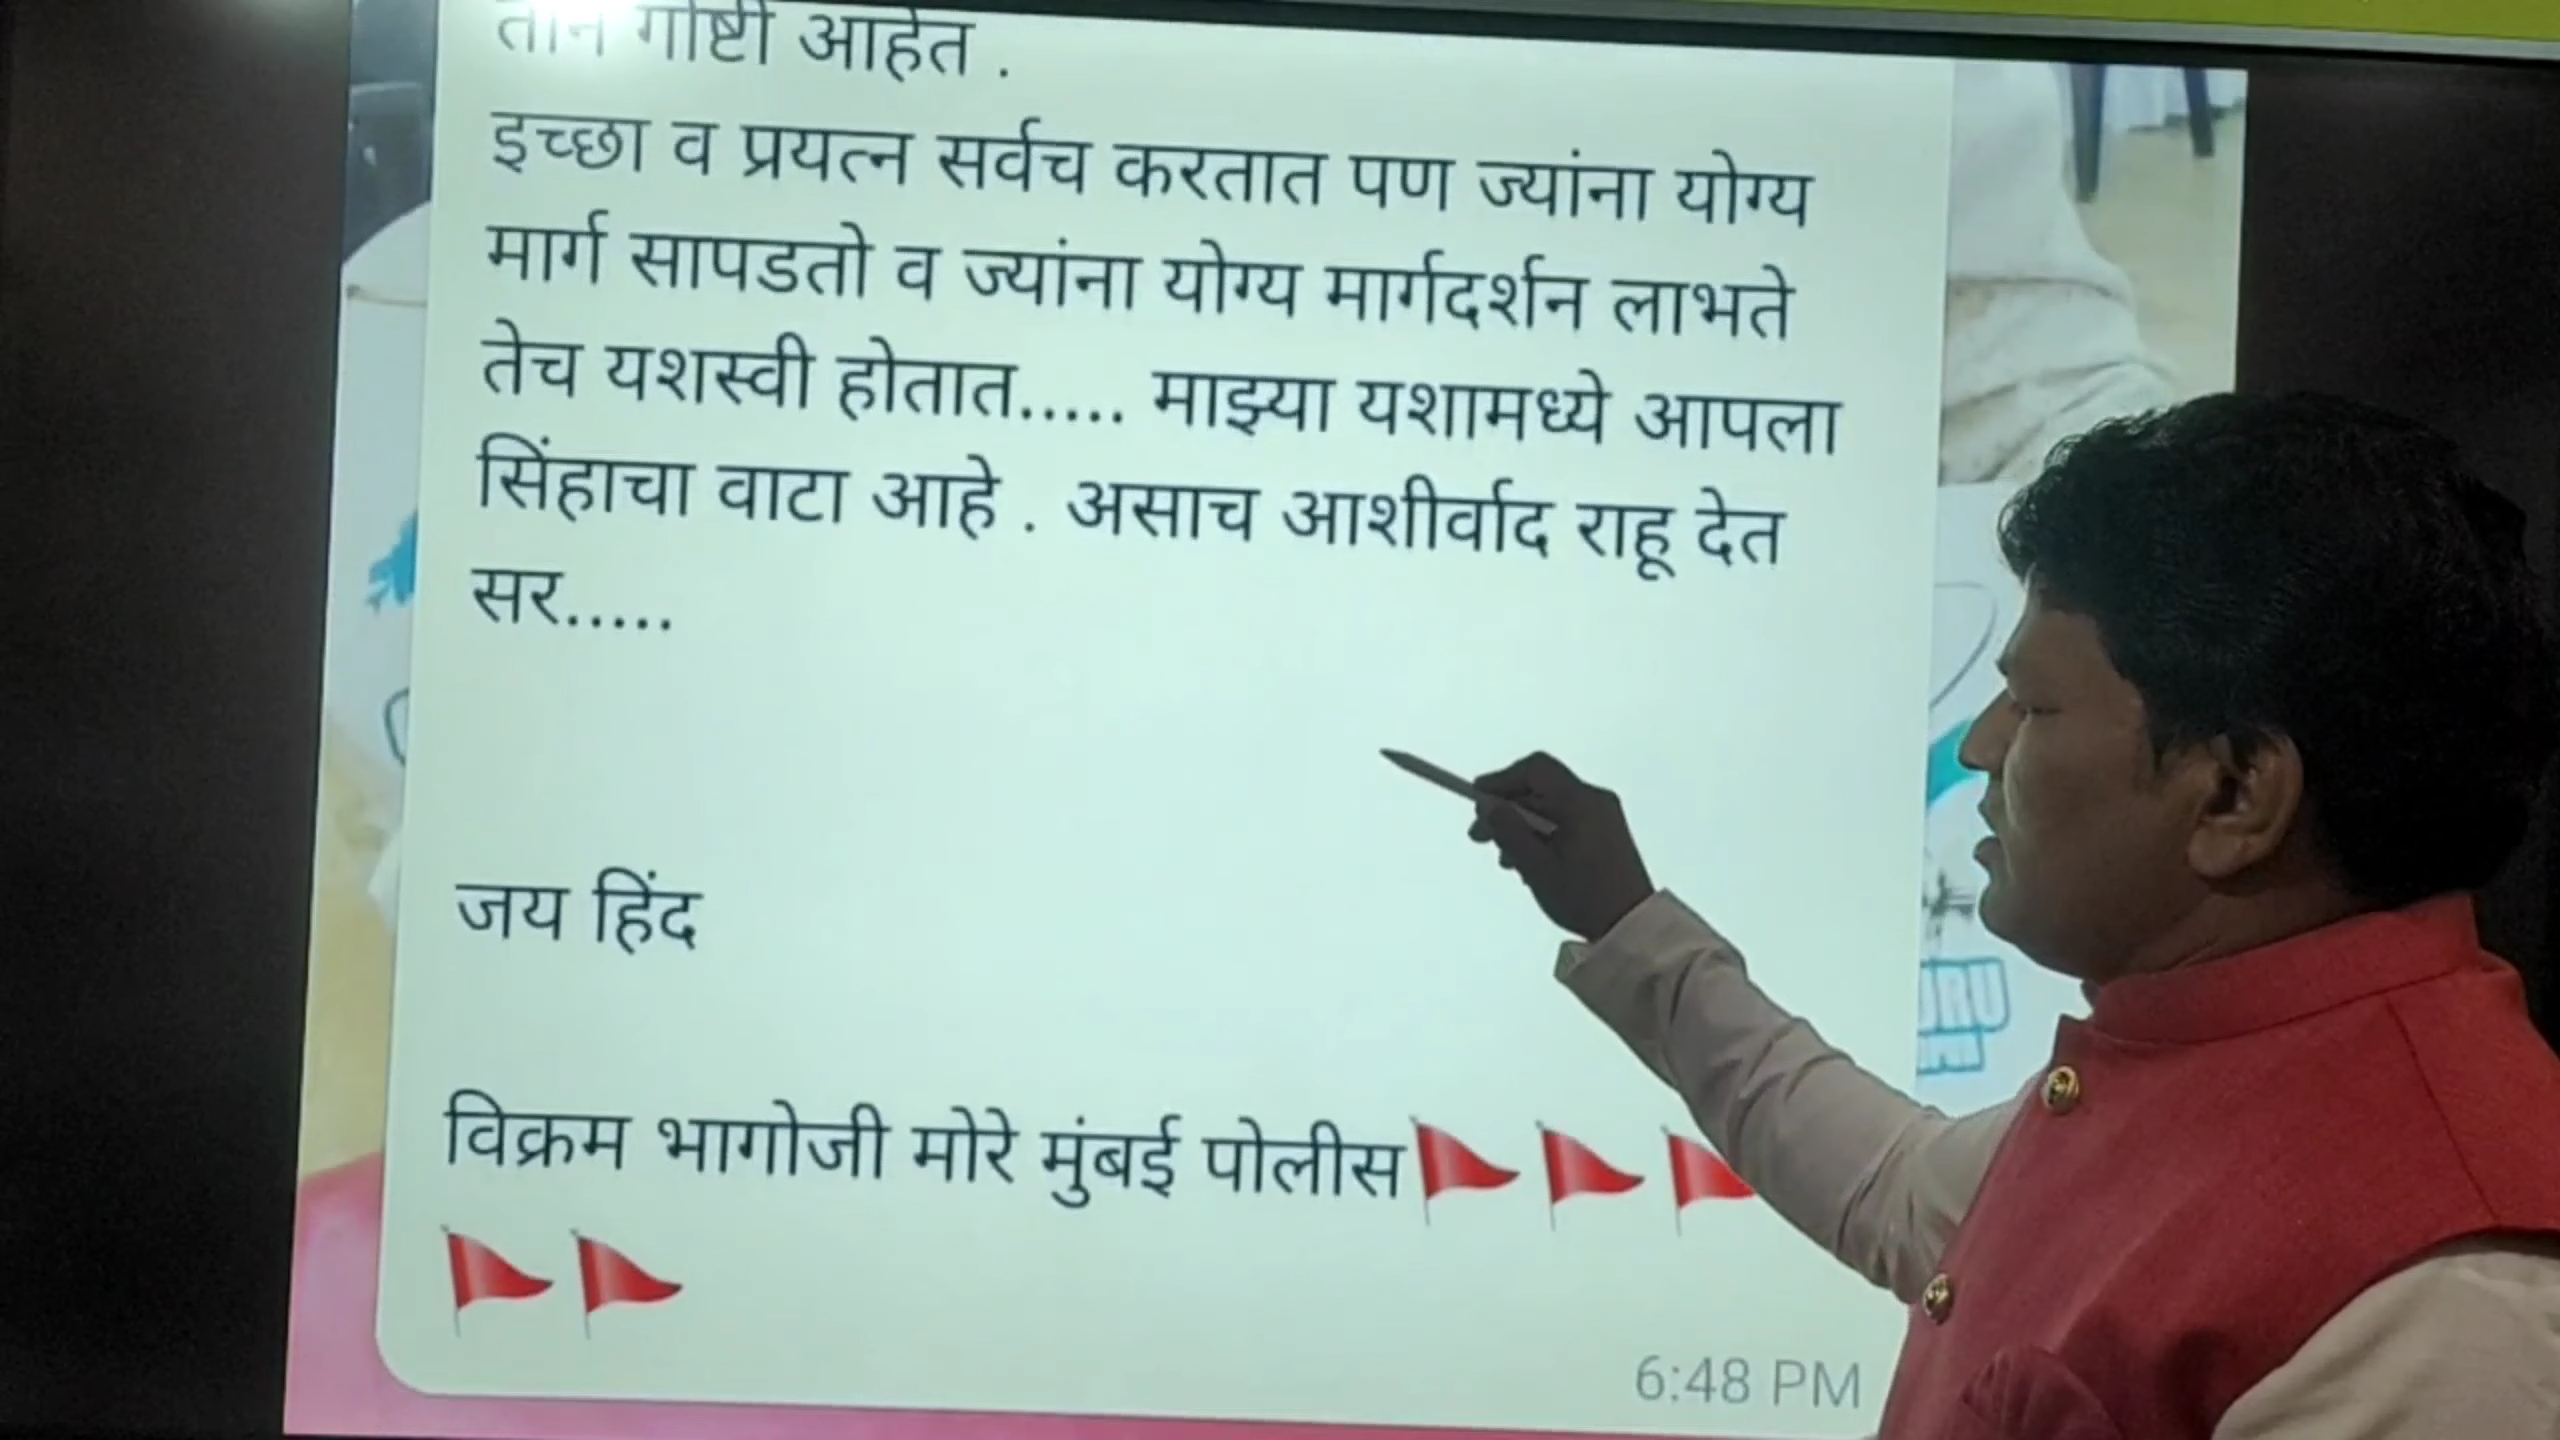 तीन गोष्टी आहेत .
इच्छा व प्रयत्न सर्वच करतात पण ज्यांना योग्य
मार्ग सापडतो व ज्यांना योग्य मार्गदर्शन लाभते
तेच यशस्वी होतात..... माझ्या यशामध्ये आपला
सिंहाचा वाटा आहे . असाच आशीर्वाद राहू देत
सर.....
जय हिंद
विक्रम भागोजी मोरे मुंबई पोलीस🚩🚩🚩
🚩🚩
6:48 PM